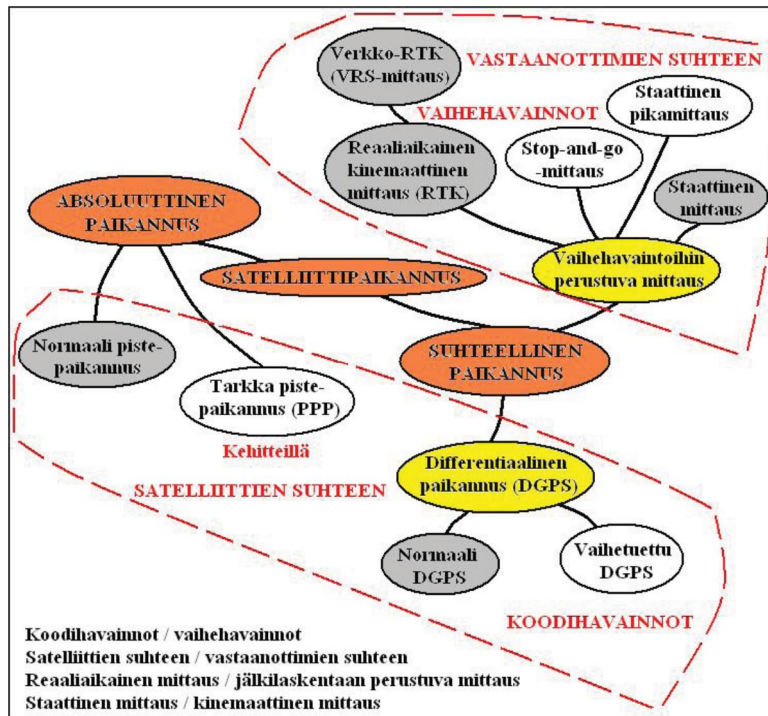 Verkko-RTK
(VRS-mittaus)
VASTAANOTTIMIEN SUHTEEN
VAIHEHAVAINNOT
Staattinen
pikamittaus
Reaaliaikainen
kinemaattinen
mittaus (RTK)
Stop-and-go
-mittaus
Staattinen
mittaus
ABSOLUUTTINEN
PAIKANNUS
Vaihehavaintoihin
perustuva mittaus
SATELLIITTIPAIKANNUS
Normaali piste-
paikannus
SUHTEELLINEN
PAIKANNUS
Tarkka piste-
paikannus (PPP)
Kehitteillä
Differentiaalinen
paikannus (DGPS)
SATELLIITTIEN SUHTEEN
Normaali
DGPS
Vaihetuettu
DGPS
KOODIHAVAINNOT
Koodihavainnot / vaihehavainnot
Satelliittien suhteen / vastaanottimien suhteen
Reaaliaikainen mittaus / jälkilaskentaan perustuva mittaus
Staattinen mittaus / kinemaattinen mittaus